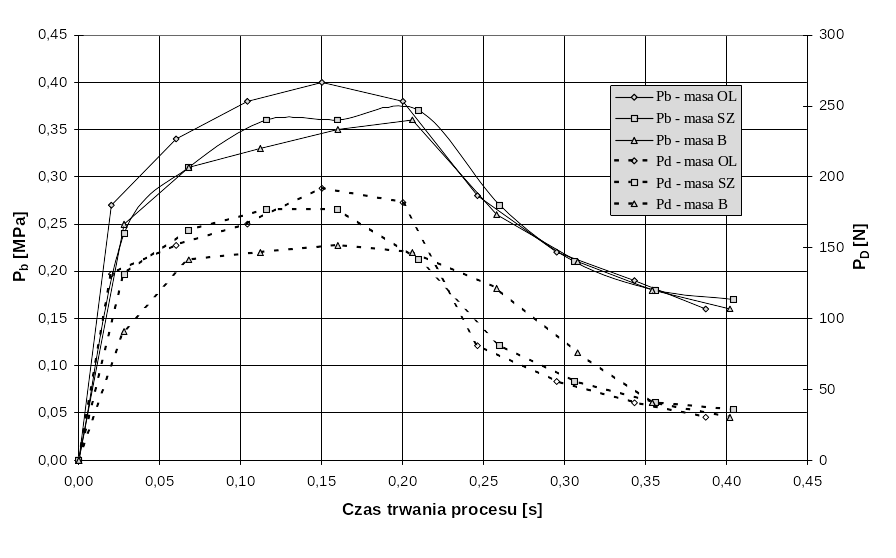 0,45
0,40
0,35
0,30
0,25
0,20
0,15
0,10
0,05
0,00
Pb [MPa]
300
250
200
150
100
50
0
PD [N]
Pb - masa OL
Pb - masa SZ
Pb - masa B
Pd - masa OL
Pd - masa SZ
Pd - masa B
0,00 0,05 0,10 0,15 0,20 0,25 0,30 0,35 0,40 0,45
Czas trwania procesu [s]